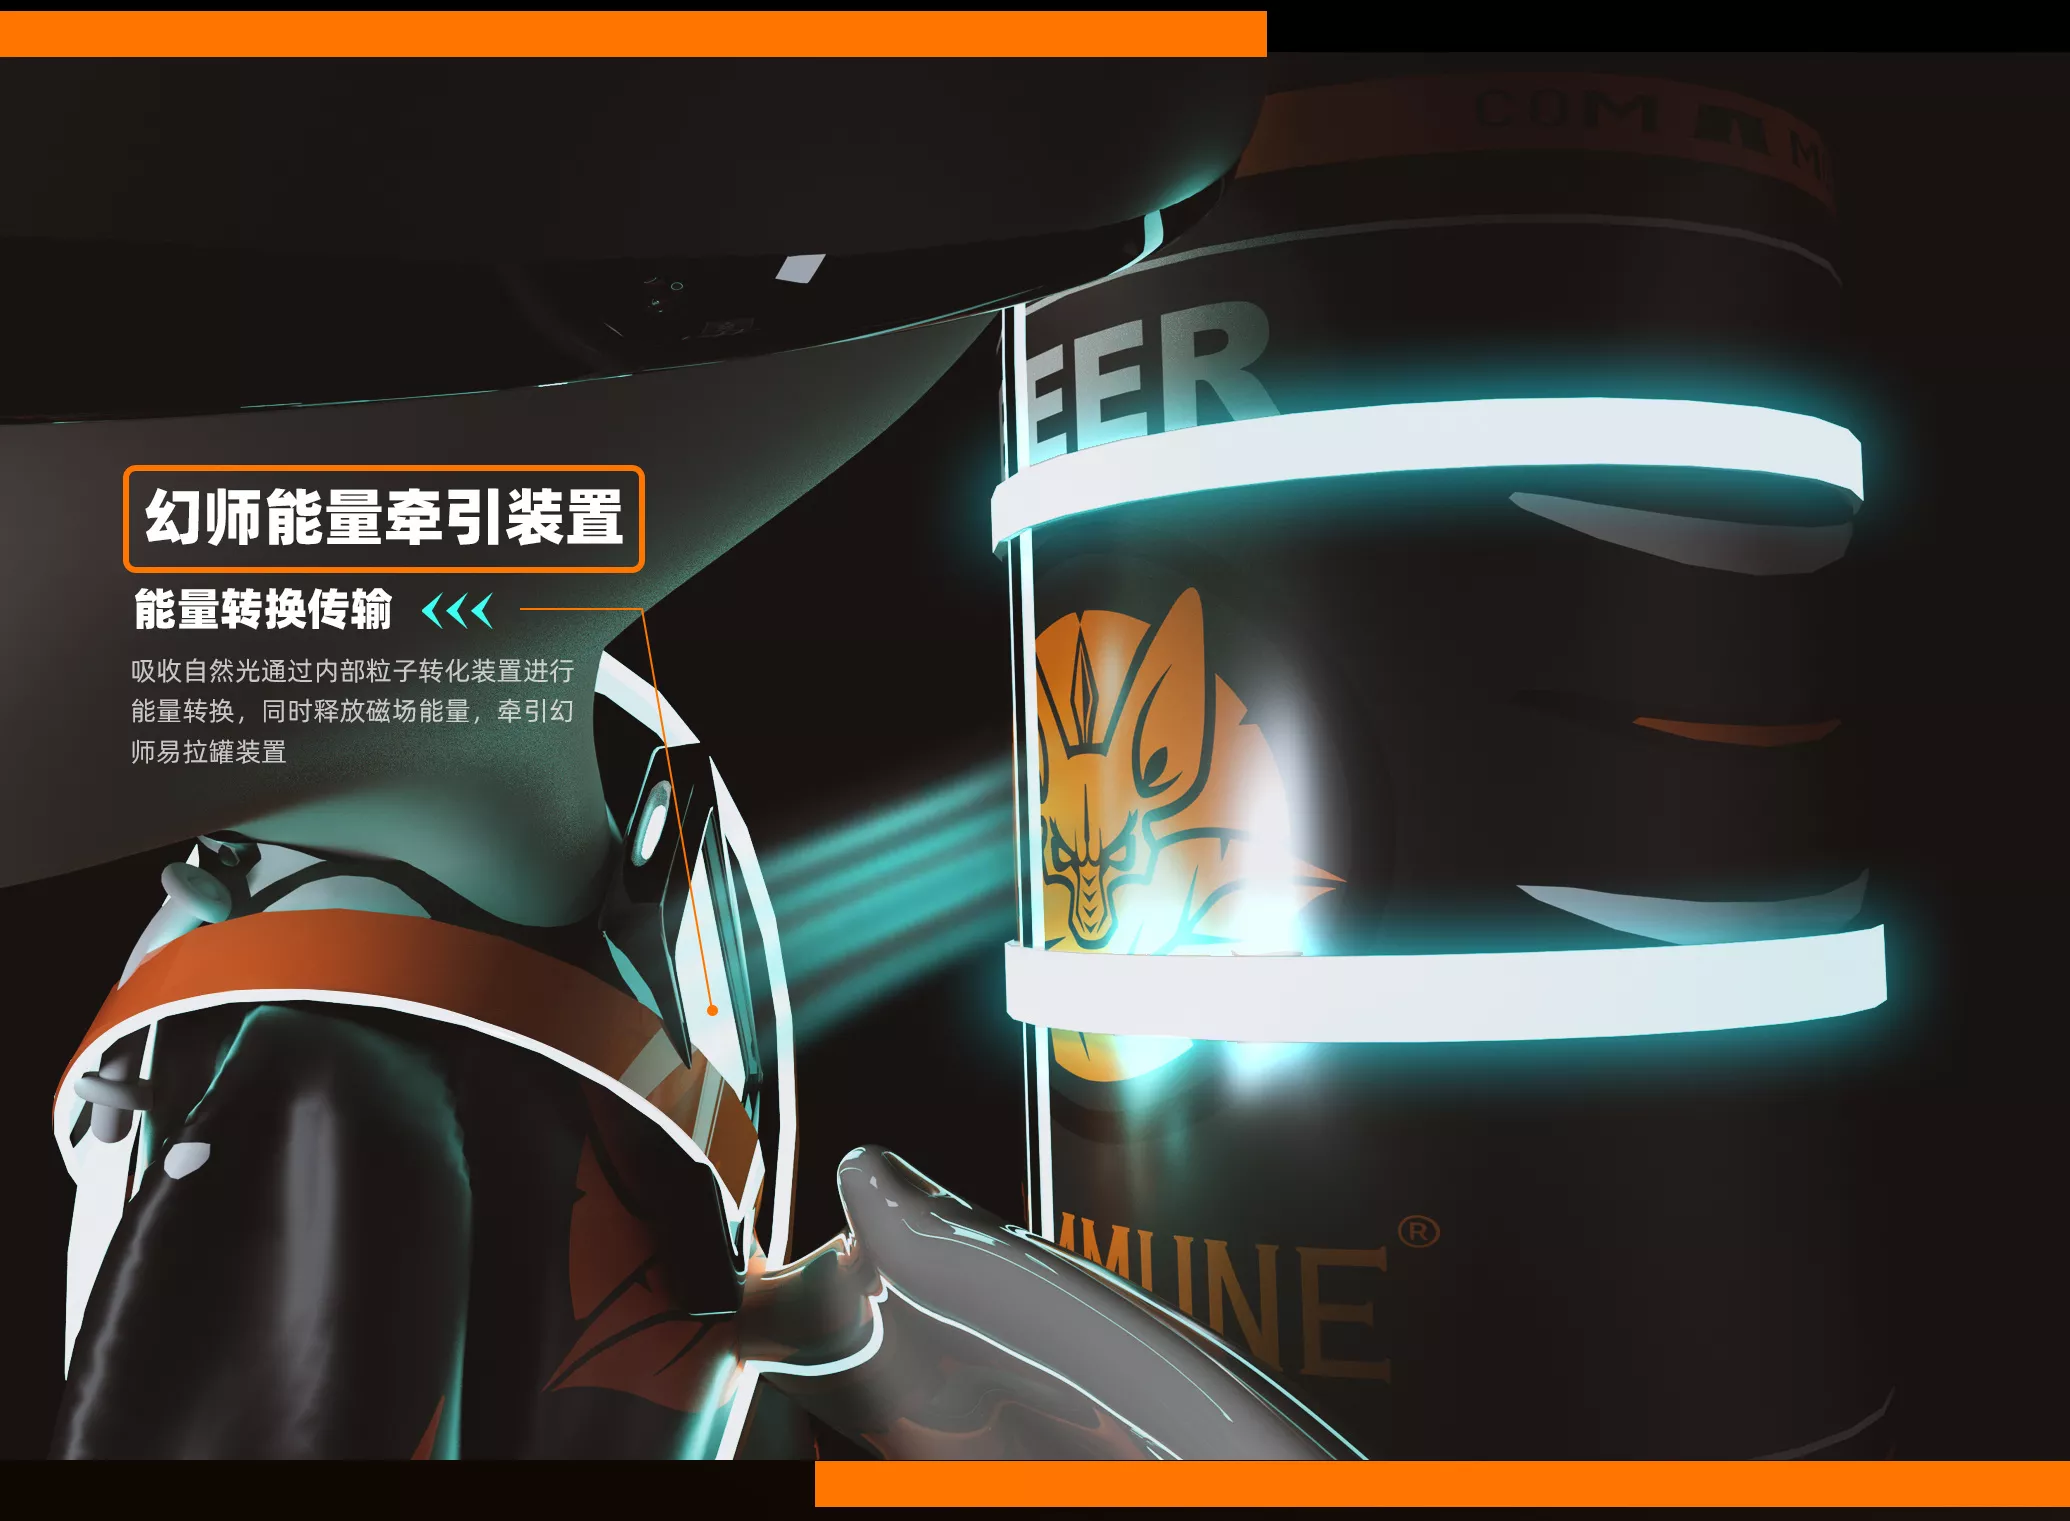 COM M
EER
幻师能量牵引装置
能量转换传输
吸收自然光通过内部粒子转化装置进行
能量转换，同时释放磁场能量，牵引幻
师易拉罐装置
MUNE®